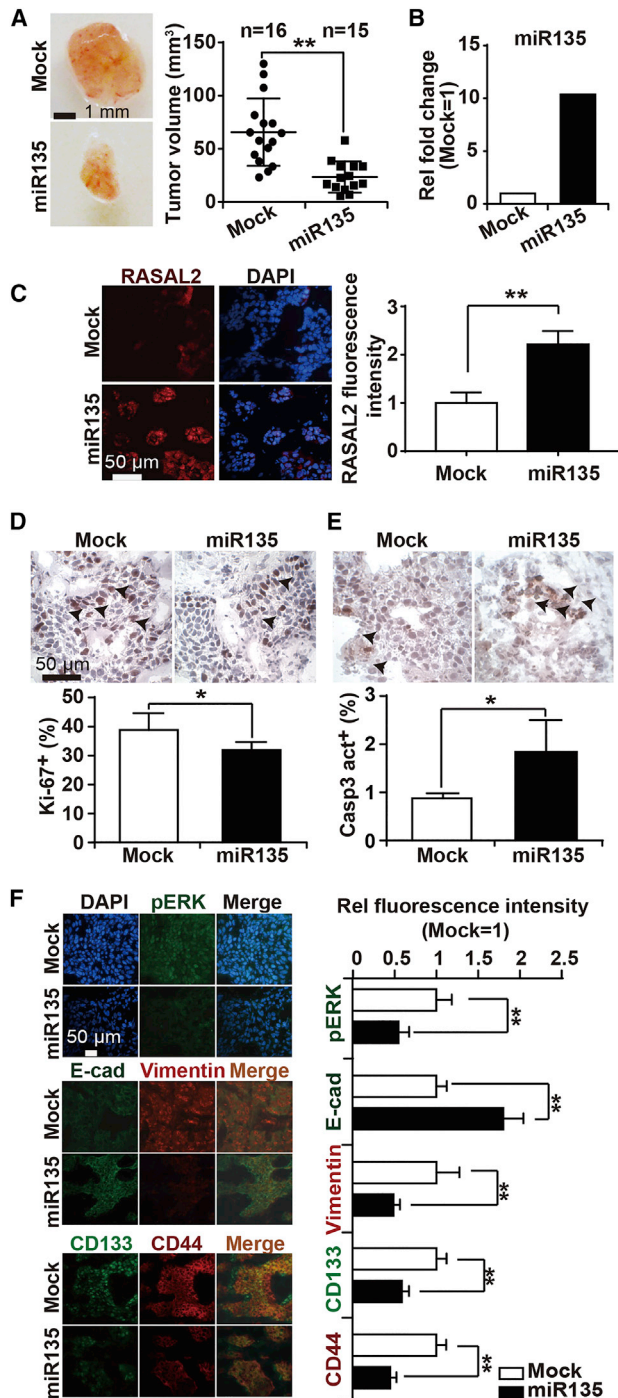 A
Mock
1 mm
miR135
Tumor volume (mm3)
150
100
50
0
n=16
n=15
**
Mock
miR135
B
miR135
Rel fold change
(Mock=1)
15
10
5
0
Mock
miR135
C
RASAL2
DAPI
Mock
miR135
50 µm
RASAL2 fluorescence
intensity
3
2
1
0
**
Mock
miR135
D
Mock
miR135
50 µm
Ki-67+ (%)
50
40
30
20
10
0
*
Mock
miR135
E
Mock
miR135
Casp3 act+ (%)
3
2
1
0
*
Mock
miR135
F
DAPI
pERK
Merge
Mock
miR135
50 µm
E-cad
Vimentin
Merge
Mock
miR135
CD133
CD44
Merge
Mock
miR135
Rel fluorescence intensity
(Mock=1)
0
0.5
1
1.5
2
2.5
pERK
**
E-cad
**
Vimentin
**
CD133
**
CD44
**
Mock
miR135